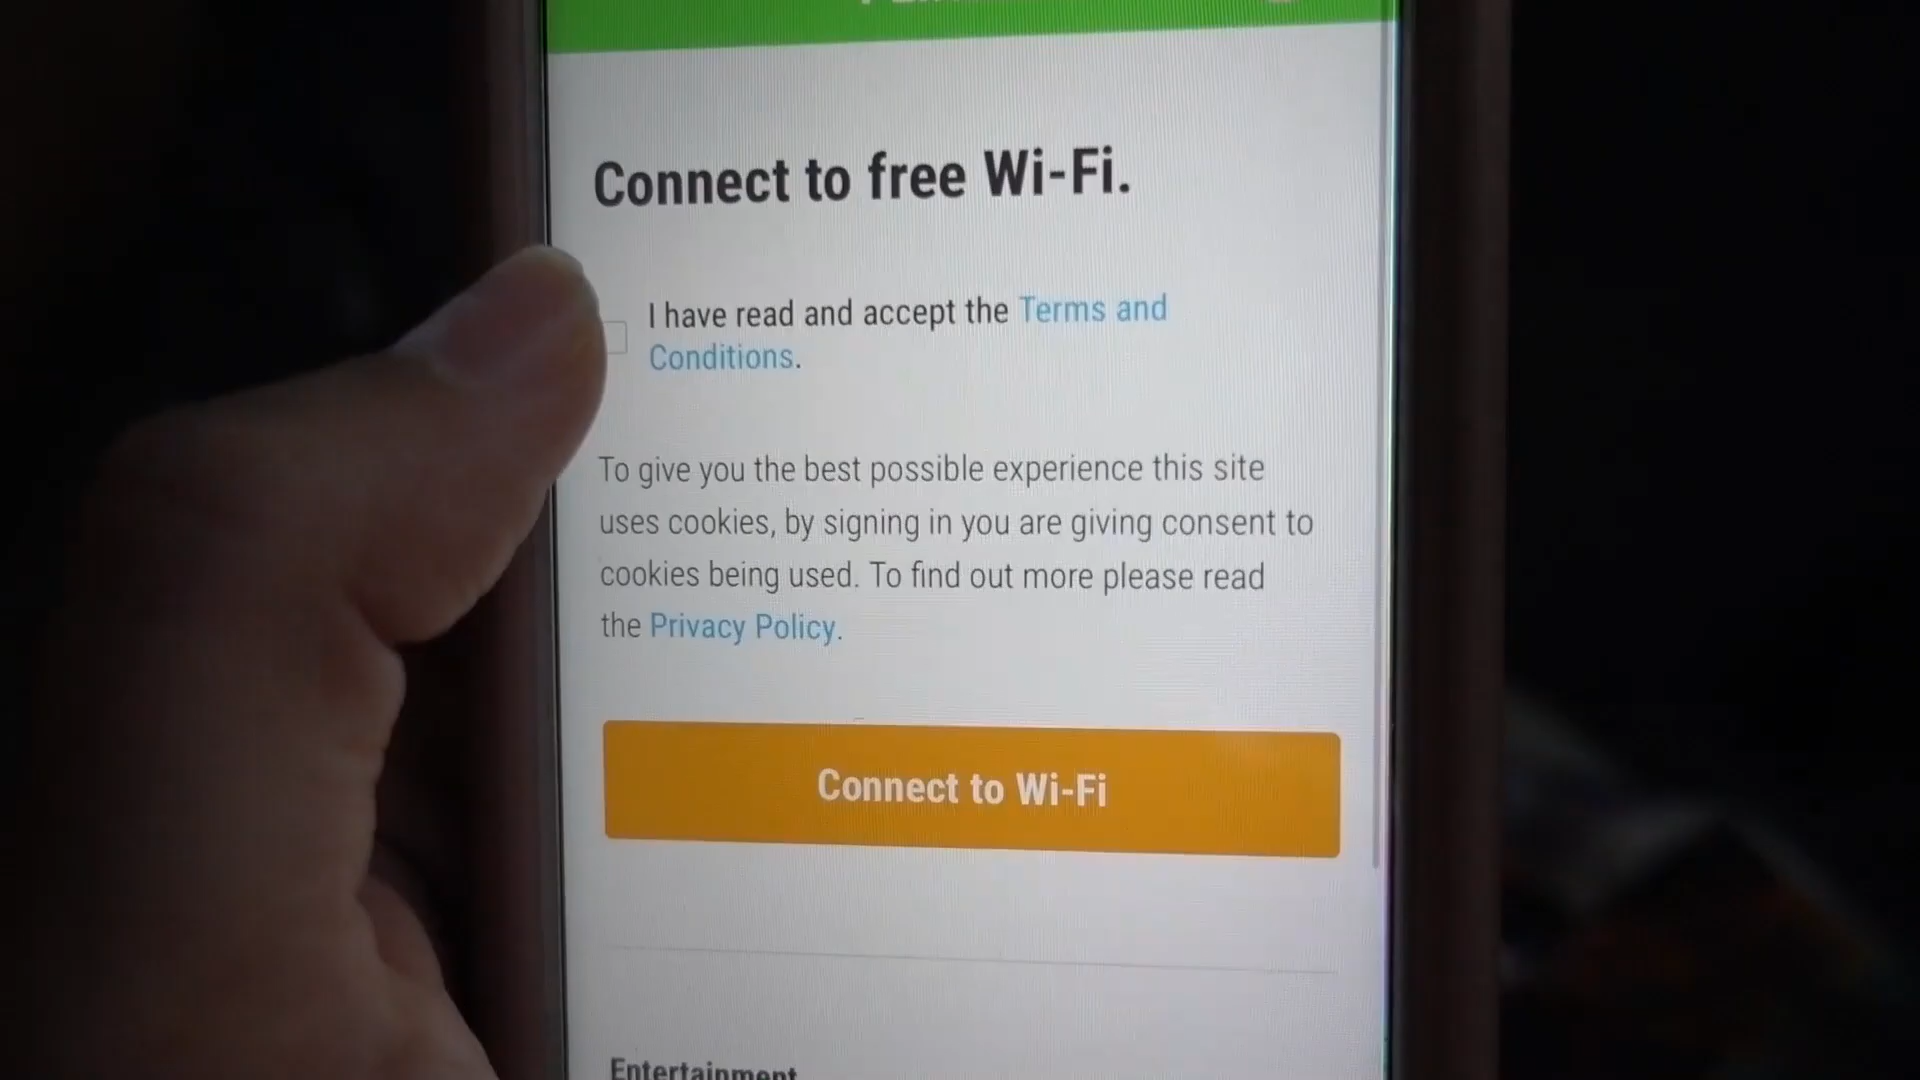 Connect to free Wi-Fi.
I have read and accept the Terms and
Conditions.
To give you the best possible experience this site
uses cookies, by signing in you are giving consent to
cookies being used. To find out more please read
the Privacy Policy.
Connect to Wi-Fi
Entertainment